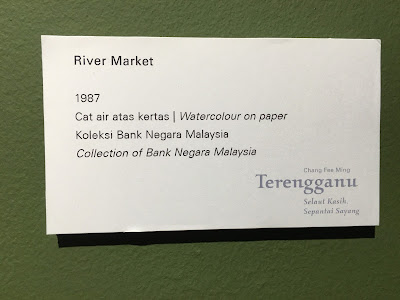 River Market
1987
Cat air atas kertas | Watercolour on paper
Koleksi Bank Negara Malaysia
Collection of Bank Negara Malaysia
Chang Fee Ming
Terengganu
Selaut Kasih,
Sepantai Sayang